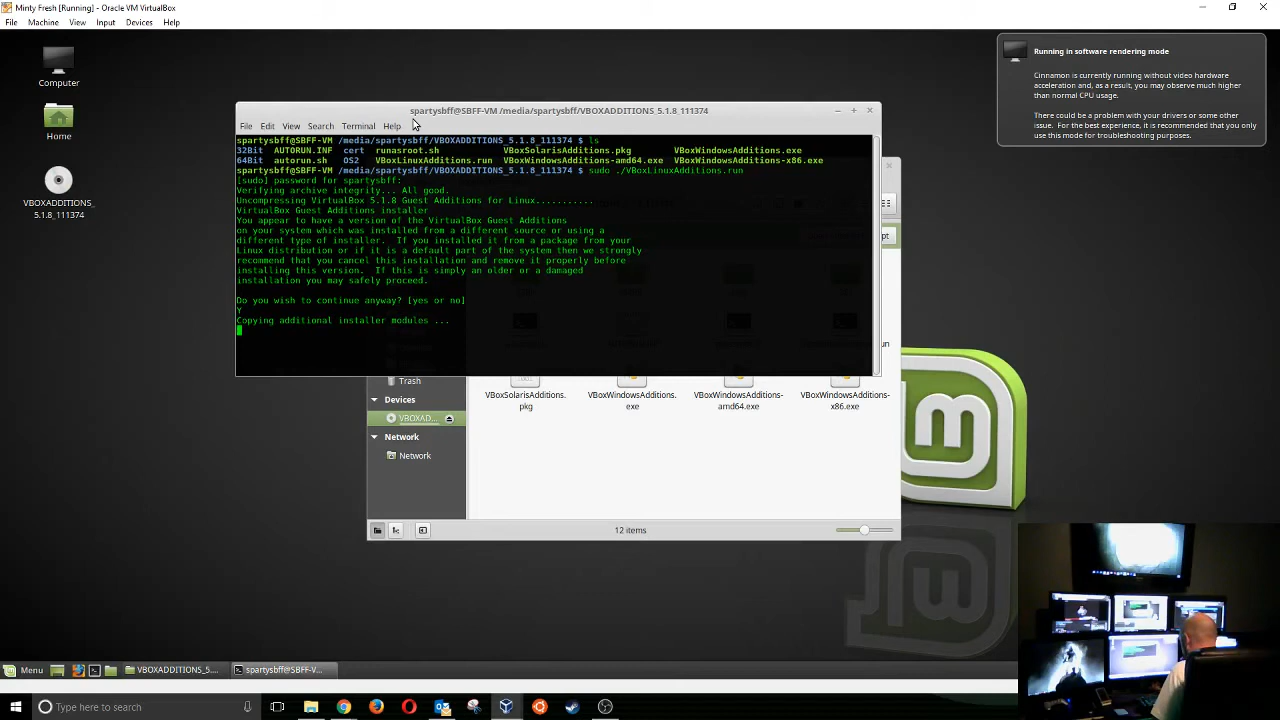 Minty Fresh [Running] - Oracle VM VirtualBox
File Machine View Input Devices Help
Computer
Home
VBOXADDITIONS_
5.1.8_111374
Running in software rendering mode
Cinnamon is currently running without video hardware
acceleration and, as a result, you may observe much higher
than normal CPU usage.
There could be a problem with your drivers or some other
issue. For the best experience, it is recommended that you only
use this mode for troubleshooting purposes.
spartysbff@SBFF-VM /media/spartysbff/VBOXADDITIONS_5.1.8_111374
File Edit View Search Terminal Help
spartysbff@SBFF-VM /media/spartysbff/VBOXADDITIONS_5.1.8_111374 $ ls
32Bit AUTORUN.INF cert runasroot.sh VBoxSolarisAdditions.pkg VBoxWindowsAdditions.exe
64Bit autorun.sh OS2 VBoxLinuxAdditions.run VBoxWindowsAdditions-amd64.exe VBoxWindowsAdditions-x86.exe
spartysbff@SBFF-VM /media/spartysbff/VBOXADDITIONS_5.1.8_111374 $ sudo ./VBoxLinuxAdditions.run
[sudo] password for spartysbff:
Verifying archive integrity... All good.
Uncompressing VirtualBox 5.1.8 Guest Additions for Linux...........
VirtualBox Guest Additions installer
You appear to have a version of the VirtualBox Guest Additions
on your system which was installed from a different source or using a
different type of installer. If you installed it from a package from your
Linux distribution or if it is a default part of the system then we strongly
recommend that you cancel this installation and remove it properly before
installing this version. If this is simply an older or a damaged
installation you may safely proceed.
Do you wish to continue anyway? [yes or no]
Y
Copying additional installer modules ...
pt
un
Trash
Devices
VBOXAD...
Network
Network
VBoxSolarisAdditions.
pkg
VBoxWindowsAdditions.
exe
VBoxWindowsAdditions-
amd64.exe
VBoxWindowsAdditions-
x86.exe
12 items
Menu
VBOXADDITIONS_5....
spartysbff@SBFF-V...
Type here to search